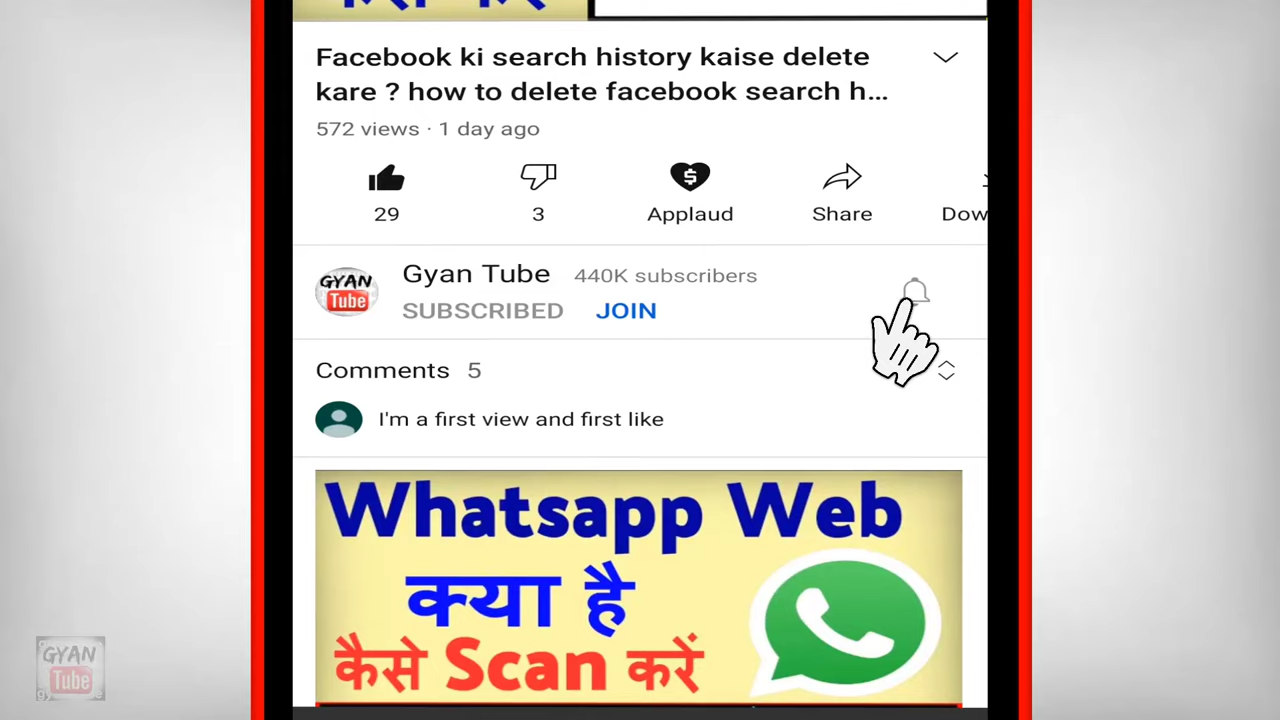 Facebook ki search history kaise delete
kare ? how to delete facebook search h...
572 views · 1 day ago
29
3
Applaud
Share
Dow
GYAN
Tube
Gyan Tube 440K subscribers
SUBSCRIBED JOIN
Comments 5
I'm a first view and first like
Whatsapp Web
क्या है
कैसे Scan करें
GYAN
Tube